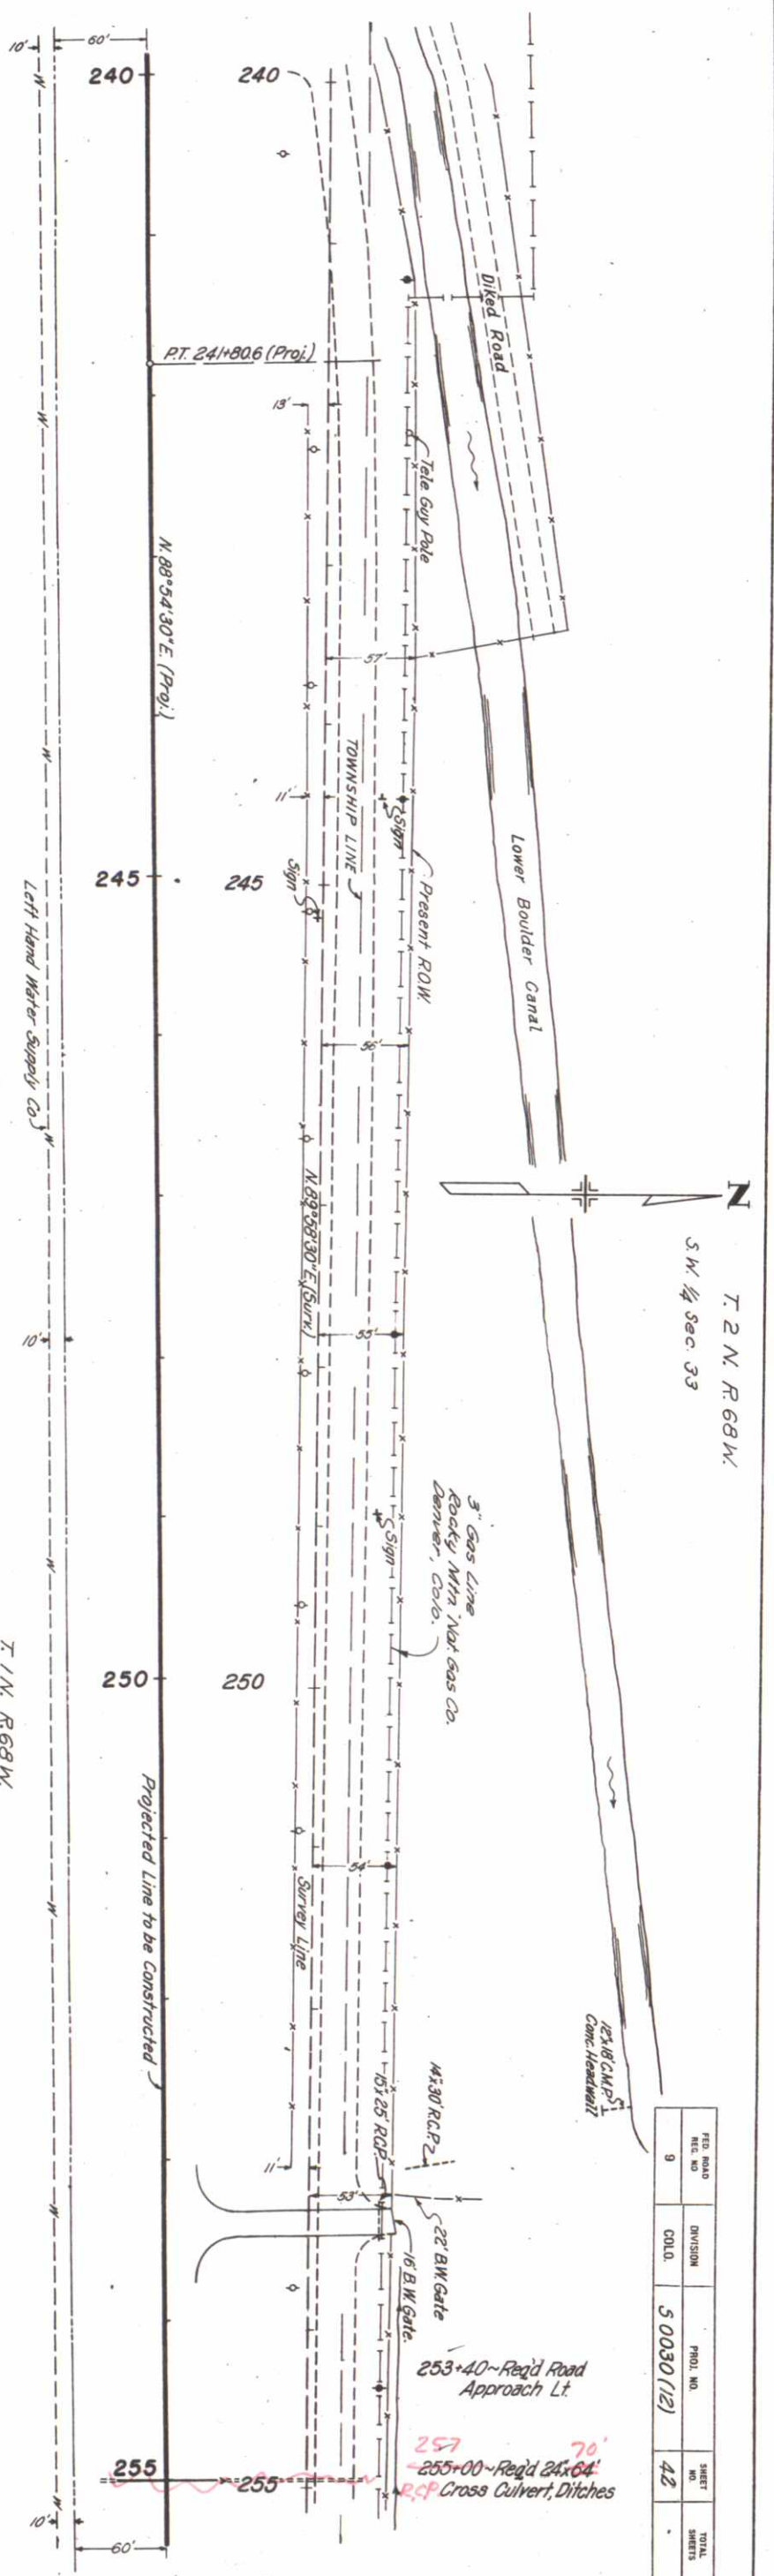 10'
60'
240
240
Diked Road
P.T. 241+80.6 (Proj.)
13'
Tele Guy Pole
N. 88°54'30"E. (Proj.)
57'
TOWNSHIP LINE
11'
Sign
Lower Boulder Canal
245
245
Sign
Present R.O.W.
Left Hand Water Supply Co.
56'
N
N. 89°58'30"E. (Surv.)
T. 2 N. R. 68 W.
S.W. 1/4 Sec. 33
10'
55'
3" Gas Line
Rocky Mtn Nat. Gas Co.
Denver, Colo.
Sign
250
250
T. 1 N. R. 68 W.
Projected Line to be Constructed
54'
Survey Line
12"x18' C.M.P.
Conc. Headwall
14"x30' R.C.P.
15"x25' R.C.P.
11'
53'
22' B.W. Gate
16' B.W. Gate.
FED. ROAD REG. NO
DIVISION
PROJ. NO.
SHEET NO.
TOTAL SHEETS
9
COLO.
S 0030 (12)
42
253+40~Req'd Road
Approach Lt.
257
70'
255+00~Req'd 24"x64'
R.C.P. Cross Culvert, Ditches
255
255
10'
60'